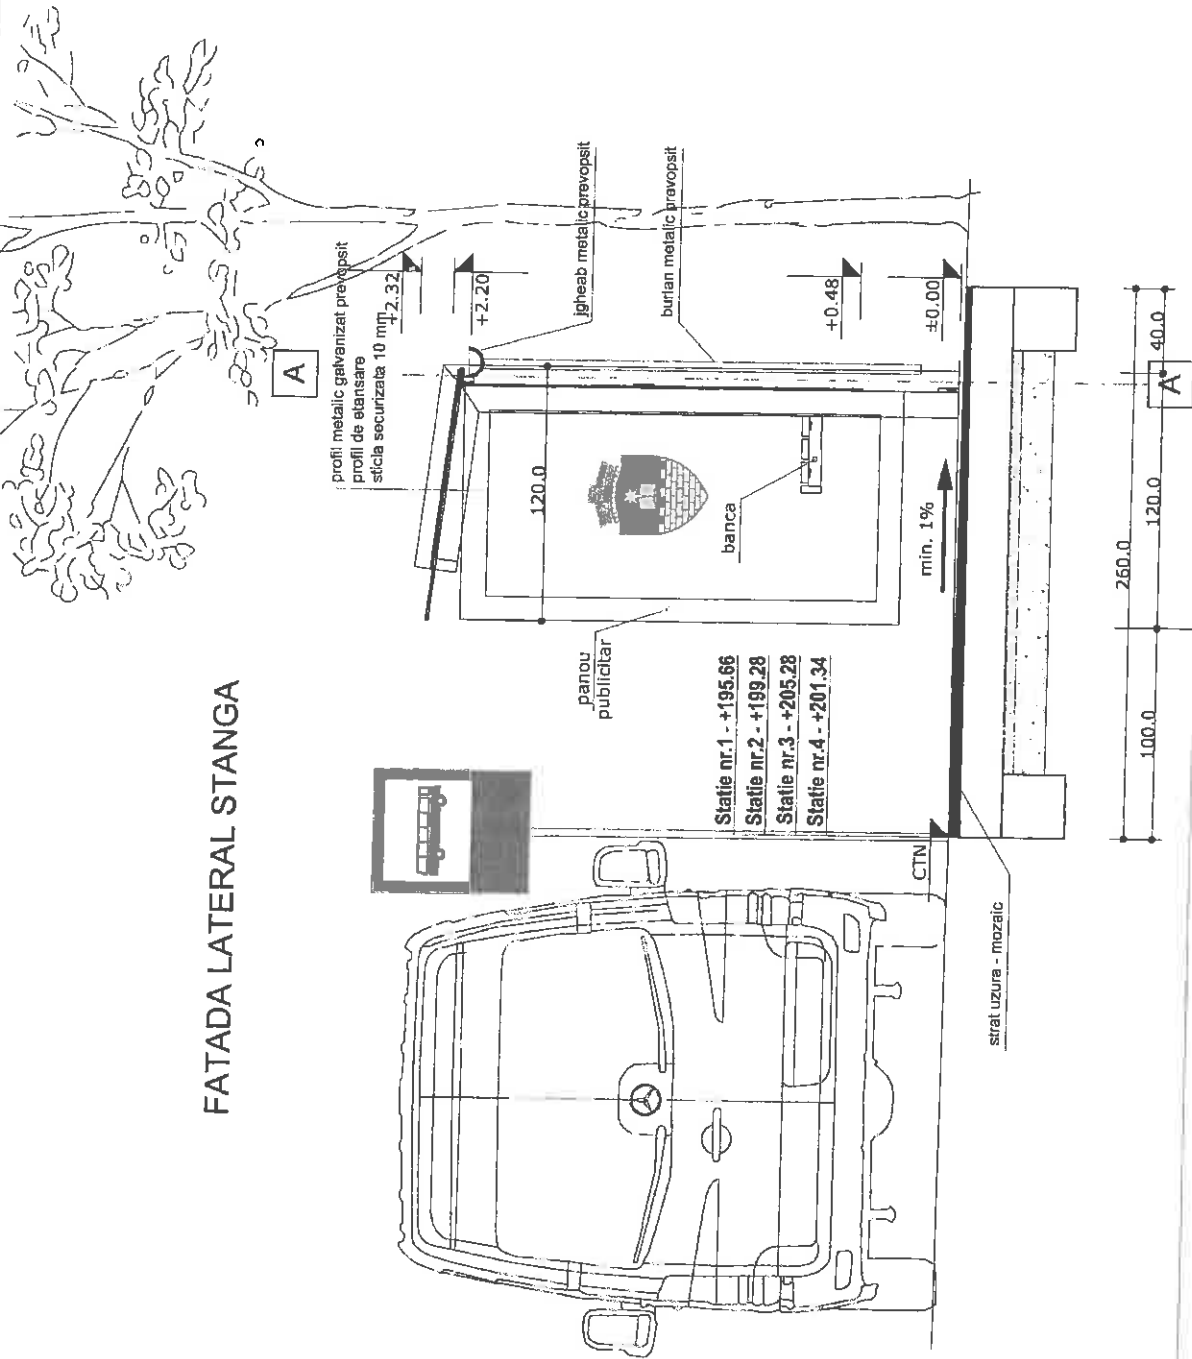 FATADA LATERAL STANGA
A
profil metalic galvanizat prevopsit
profil de etansare
sticla securizata 10 mm
+2.32
+2.20
jgheab metalic prevopsit
burlan metalic prevopsit
120.0
+0.48
±0.00
banca
panou
publicitar
min. 1%
Statie nr.1 - +195.66
Statie nr.2 - +199.28
Statie nr.3 - +205.28
Statie nr.4 - +201.34
CTN
strat uzura - mozaic
260.0
100.0
120.0
40.0
A